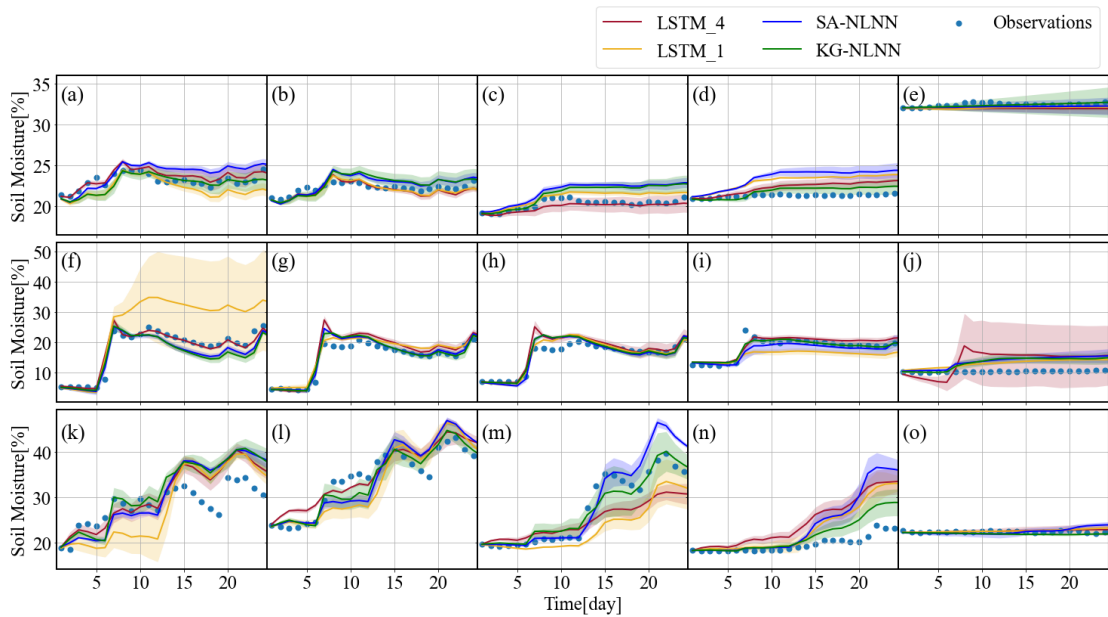 LSTM_4 SA-NLNN Observations
LSTM_1 KG-NLNN
Soil Moisture[%]
35
30
25
20
(a) (b) (c) (d) (e)
Soil Moisture[%]
50
40
30
20
10
(f) (g) (h) (i) (j)
Soil Moisture[%]
40
30
20
(k) (l) (m) (n) (o)
5 10 15 20 5 10 15 20 5 10 15 20 5 10 15 20 5 10 15 20
Time[day]